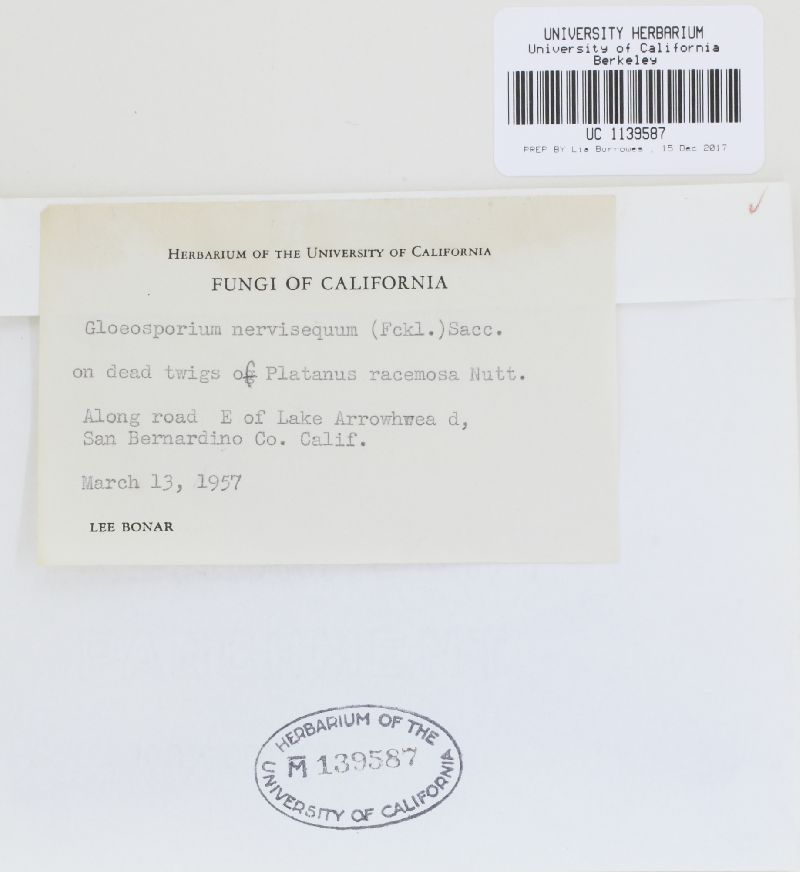 UNIVERSITY HERBARIUM
University of California
Berkeley
UC 1139587
PREP BY Lia Burrowes , 15 Dec 2017
HERBARIUM OF THE UNIVERSITY OF CALIFORNIA
FUNGI OF CALIFORNIA
Gloeosporium nervisequum (Fckl.)Sacc.
on dead twigs of Platanus racemosa Nutt.
Along road E of Lake Arrowhwea d,
San Bernardino Co. Calif.
March 13, 1957
LEE BONAR
HERBARIUM OF THE
M̅ 139587
UNIVERSITY OF CALIFORNIA